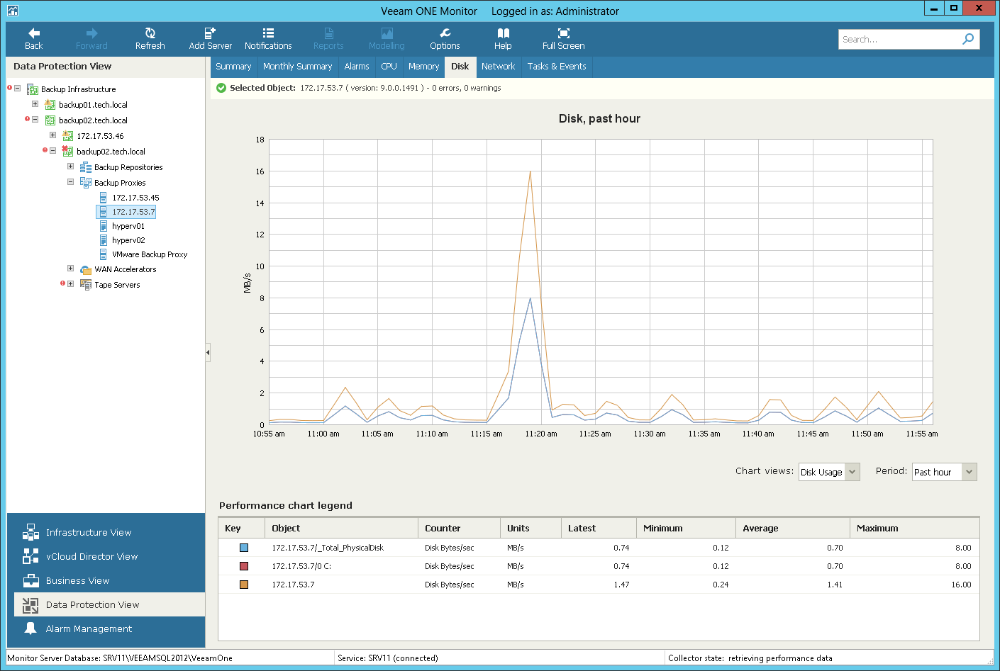 Veeam ONE Monitor Logged in as: Administrator
Back Forward Refresh Add Server Notifications Reports Modelling Options Help Full Screen Search...
Data Protection View
Backup Infrastructure
backup01.tech.local
backup02.tech.local
172.17.53.46
backup02.tech.local
Backup Repositories
Backup Proxies
172.17.53.45
172.17.53.7
hyperv01
hyperv02
VMware Backup Proxy
WAN Accelerators
Tape Servers
Infrastructure View
vCloud Director View
Business View
Data Protection View
Alarm Management
Summary Monthly Summary Alarms CPU Memory Disk Network Tasks & Events
Selected Object: 172.17.53.7 ( version: 9.0.0.1491 ) - 0 errors, 0 warnings
Disk, past hour
18
16
14
12
10
8
6
4
2
0
MB/s
10:55 am 11:00 am 11:05 am 11:10 am 11:15 am 11:20 am 11:25 am 11:30 am 11:35 am 11:40 am 11:45 am 11:50 am 11:55 am
Chart views: Disk Usage Period: Past hour
Performance chart legend
Key Object Counter Units Latest Minimum Average Maximum
172.17.53.7/_Total_PhysicalDisk Disk Bytes/sec MB/s 0.74 0.12 0.70 8.00
172.17.53.7/0 C: Disk Bytes/sec MB/s 0.74 0.12 0.70 8.00
172.17.53.7 Disk Bytes/sec MB/s 1.47 0.24 1.41 16.00
Monitor Server Database: SRV11\VEEAMSQL2012\VeeamOne Service: SRV11 (connected) Collector state: retrieving performance data